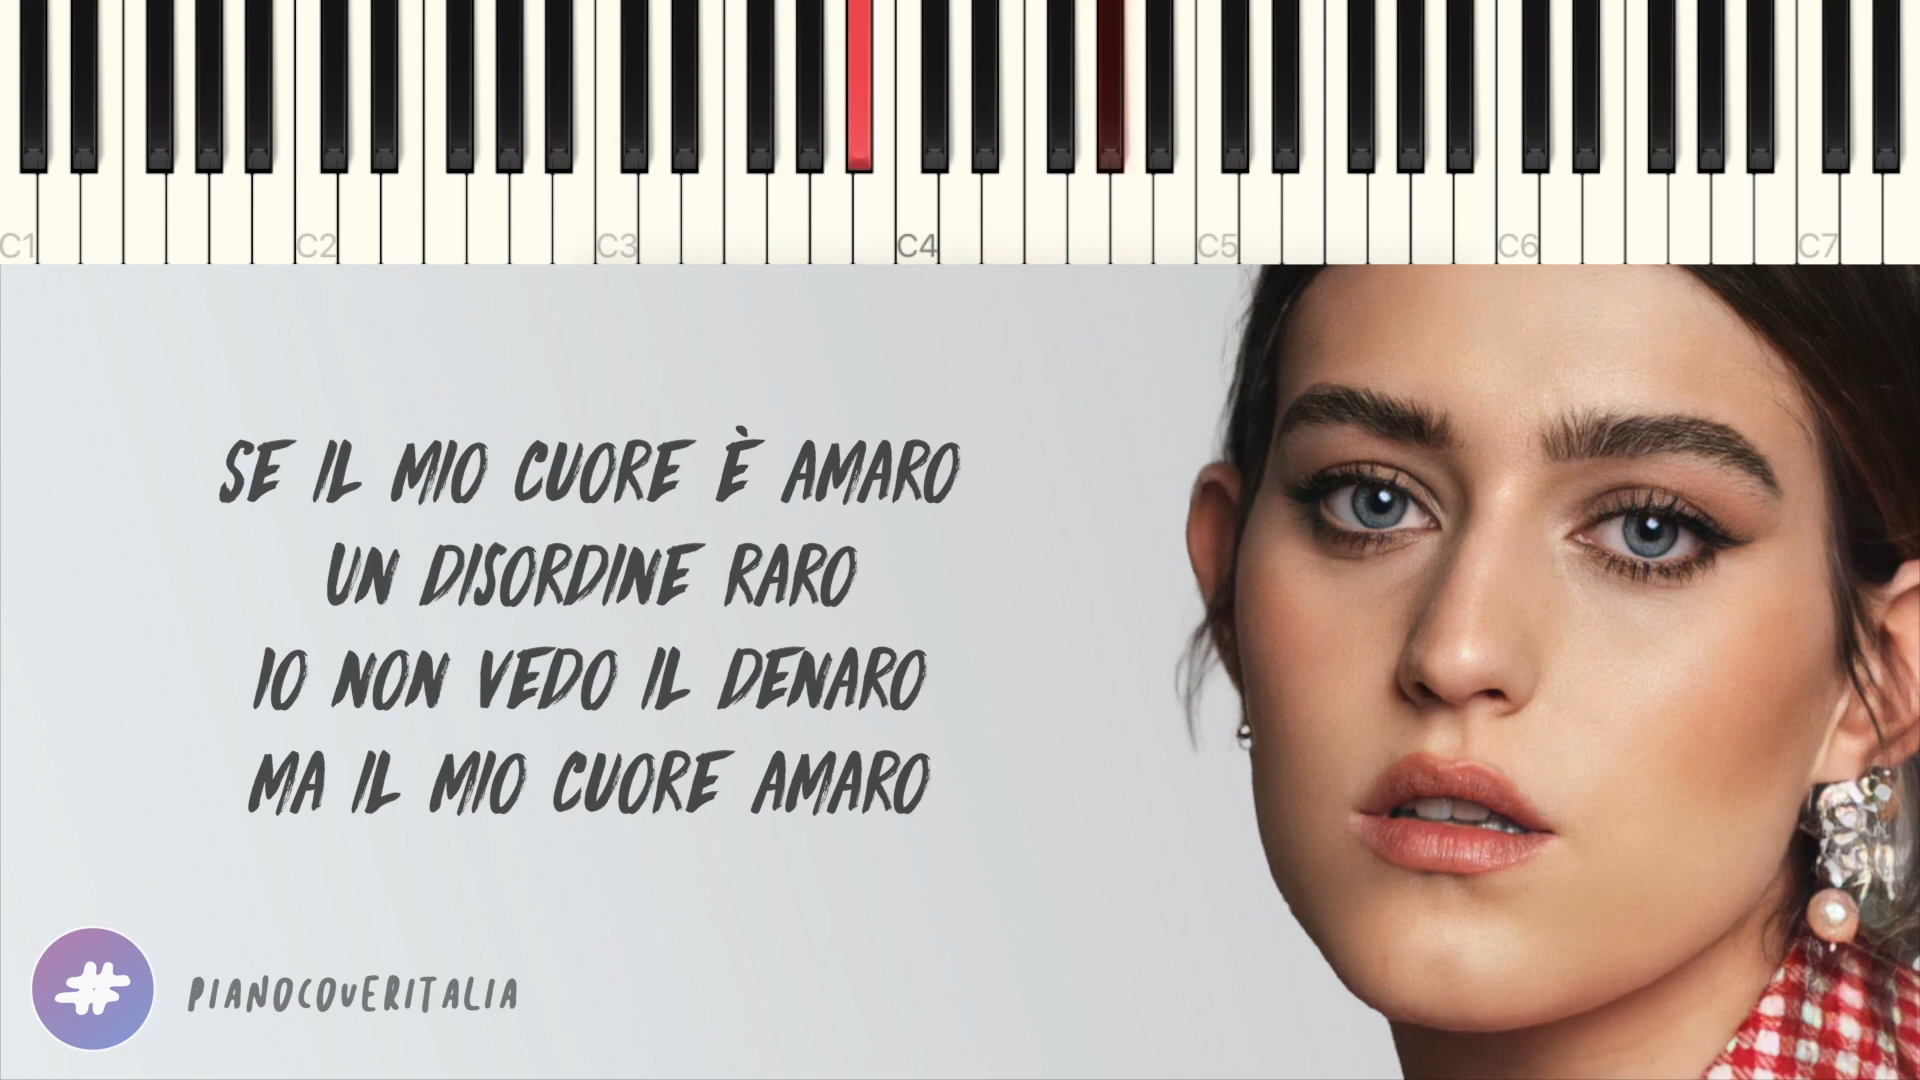 C1 C2 C3 C4 C5 C6 C7
SE IL MIO CUORE È AMARO
UN DISORDINE RARO
IO NON VEDO IL DENARO
MA IL MIO CUORE AMARO
# PIANOCOVERITALIA